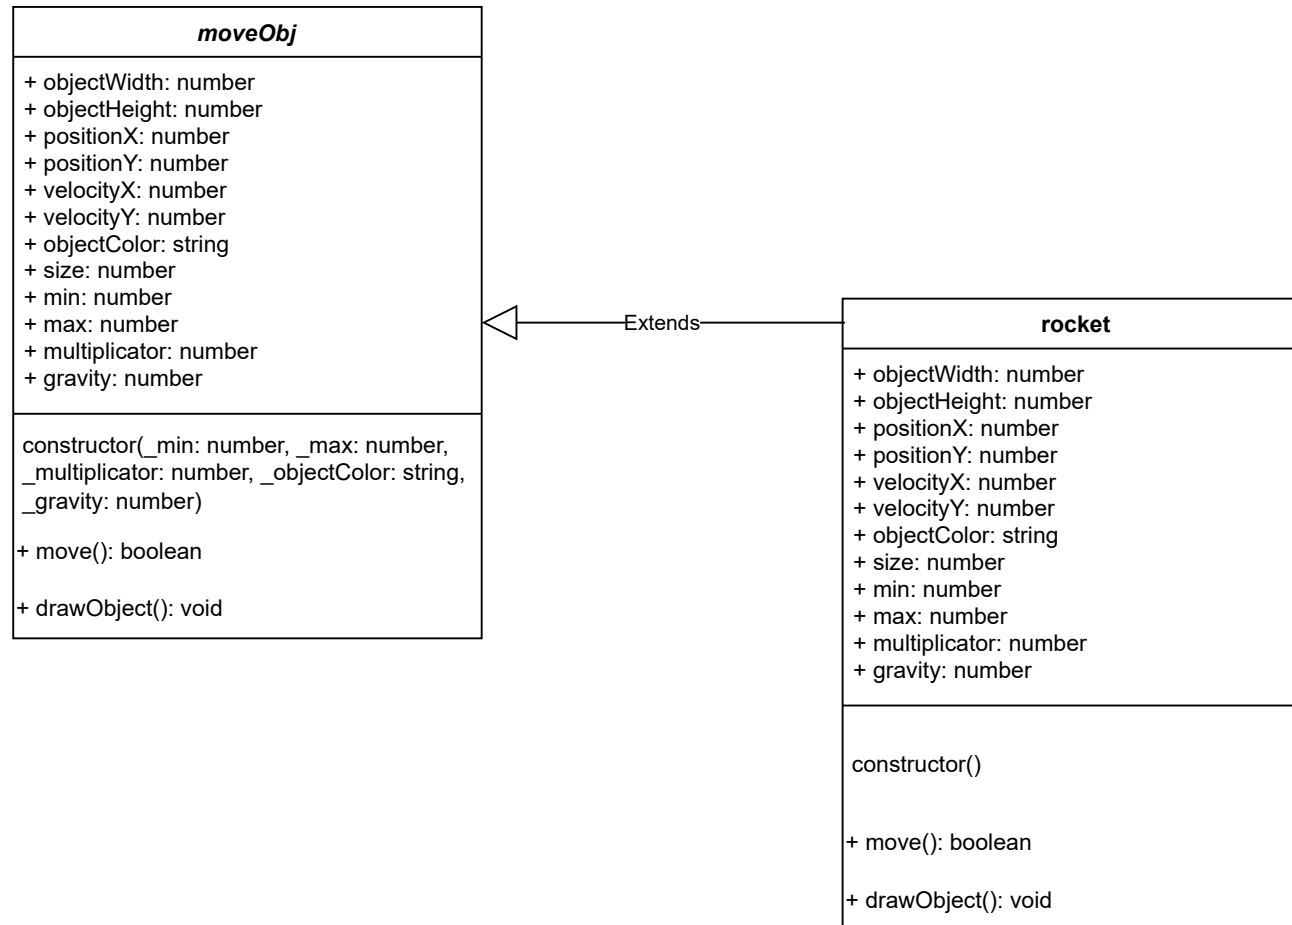 moveObj
+ objectWidth: number
+ objectHeight: number
+ positionX: number
+ positionY: number
+ velocityX: number
+ velocityY: number
+ objectColor: string
+ size: number
+ min: number
+ max: number
+ multiplicator: number
+ gravity: number
constructor(_min: number, _max: number,
_multiplicator: number, _objectColor: string,
_gravity: number)
+ move(): boolean
+ drawObject(): void
Extends
rocket
+ objectWidth: number
+ objectHeight: number
+ positionX: number
+ positionY: number
+ velocityX: number
+ velocityY: number
+ objectColor: string
+ size: number
+ min: number
+ max: number
+ multiplicator: number
+ gravity: number
constructor()
+ move(): boolean
+ drawObject(): void